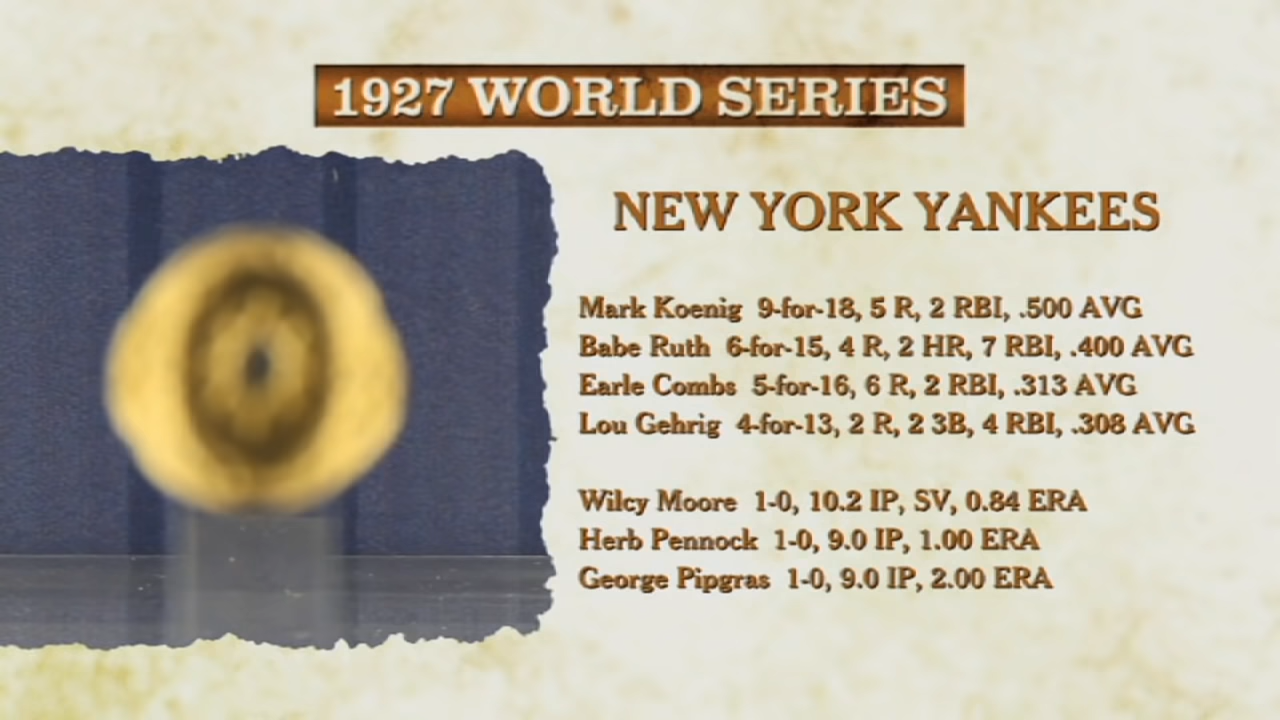 1927 WORLD SERIES
NEW YORK YANKEES
Mark Koenig 9-for-18, 5 R, 2 RBI, .500 AVG
Babe Ruth 6-for-15, 4 R, 2 HR, 7 RBI, .400 AVG
Earle Combs 5-for-16, 6 R, 2 RBI, .313 AVG
Lou Gehrig 4-for-13, 2 R, 2 3B, 4 RBI, .308 AVG
Wilcy Moore 1-0, 10.2 IP, SV, 0.84 ERA
Herb Pennock 1-0, 9.0 IP, 1.00 ERA
George Pipgras 1-0, 9.0 IP, 2.00 ERA